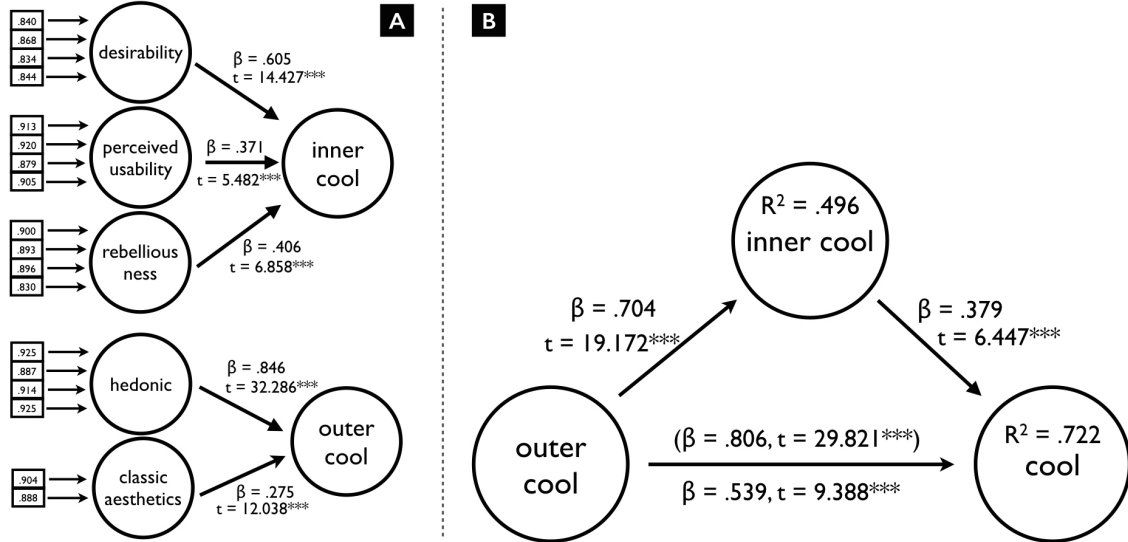 A
.840
.868
.834
.844
desirability
β = .605
t = 14.427***
.913
.920
.879
.905
perceived
usability
β = .371
t = 5.482***
inner
cool
.900
.893
.896
.830
rebellious
ness
β = .406
t = 6.858***
.925
.887
.914
.925
hedonic
β = .846
t = 32.286***
outer
cool
.904
.888
classic
aesthetics
β = .275
t = 12.038***
B
R² = .496
inner cool
β = .704
t = 19.172***
β = .379
t = 6.447***
outer
cool
(β = .806, t = 29.821***)
β = .539, t = 9.388***
R² = .722
cool